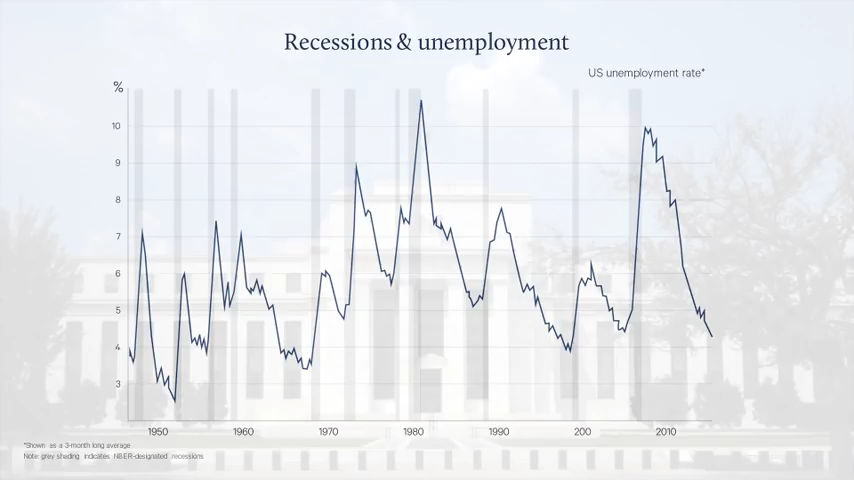 Recessions & unemployment
US unemployment rate*
%
10
9
8
7
6
5
4
3
1950 1960 1970 1980 1990 200 2010
*Shown as a 3-month long average
Note: grey shading indicates NBER-designated recessions